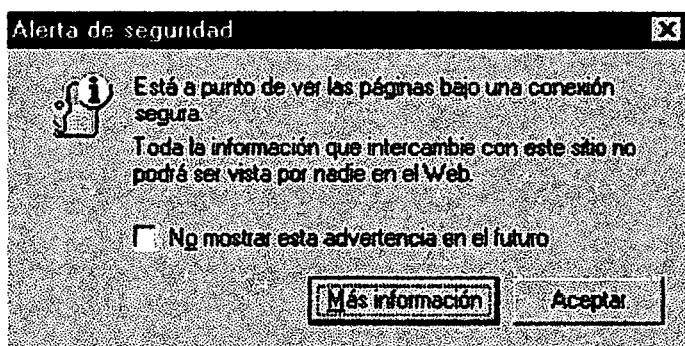 Alerta de seguridad
Está a punto de ver las páginas bajo una conexión
segura.
Toda la información que intercambie con este sitio no
podrá ser vista por nadie en el Web.
No mostrar esta advertencia en el futuro
Más información
Aceptar